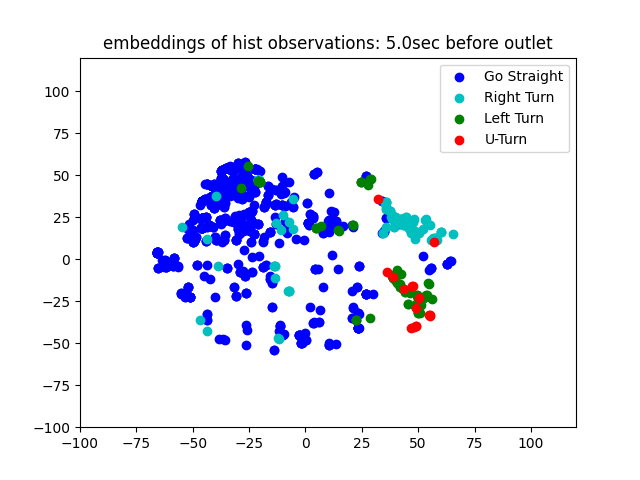 embeddings of hist observations: 5.0sec before outlet
Go Straight
Right Turn
Left Turn
U-Turn
100
75
50
25
0
−25
−50
−75
−100
−100 −75 −50 −25 0 25 50 75 100